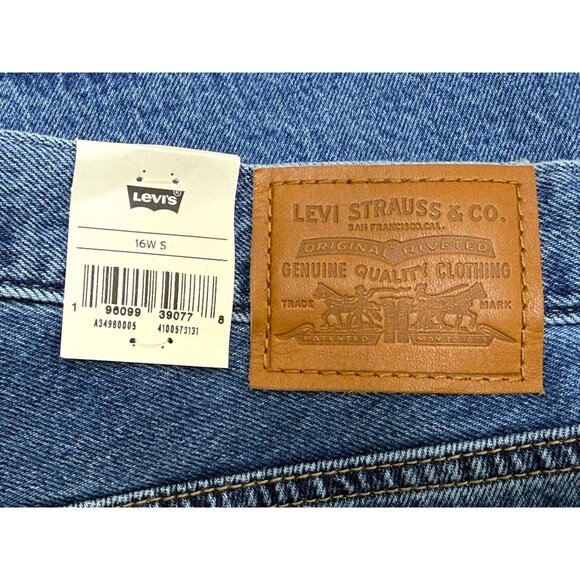 LEVI'S®
16W S
1 96099 39077 8
A34980005 4100573131
LEVI STRAUSS & CO.
SAN FRANCISCO, CAL.
ORIGINAL RIVETED
GENUINE QUALITY CLOTHING
TRADE MARK
PATENTED MAY 20 1873